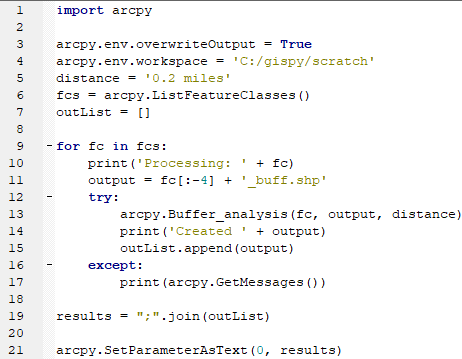 1 import arcpy
2
3 arcpy.env.overwriteOutput = True
4 arcpy.env.workspace = 'C:/gispy/scratch'
5 distance = '0.2 miles'
6 fcs = arcpy.ListFeatureClasses()
7 outList = []
8
9 - for fc in fcs:
10 print('Processing: ' + fc)
11 output = fc[:-4] + '_buff.shp'
12 - try:
13 arcpy.Buffer_analysis(fc, output, distance)
14 print('Created ' + output)
15 outList.append(output)
16 - except:
17 print(arcpy.GetMessages())
18
19 results = ";".join(outList)
20
21 arcpy.SetParameterAsText(0, results)